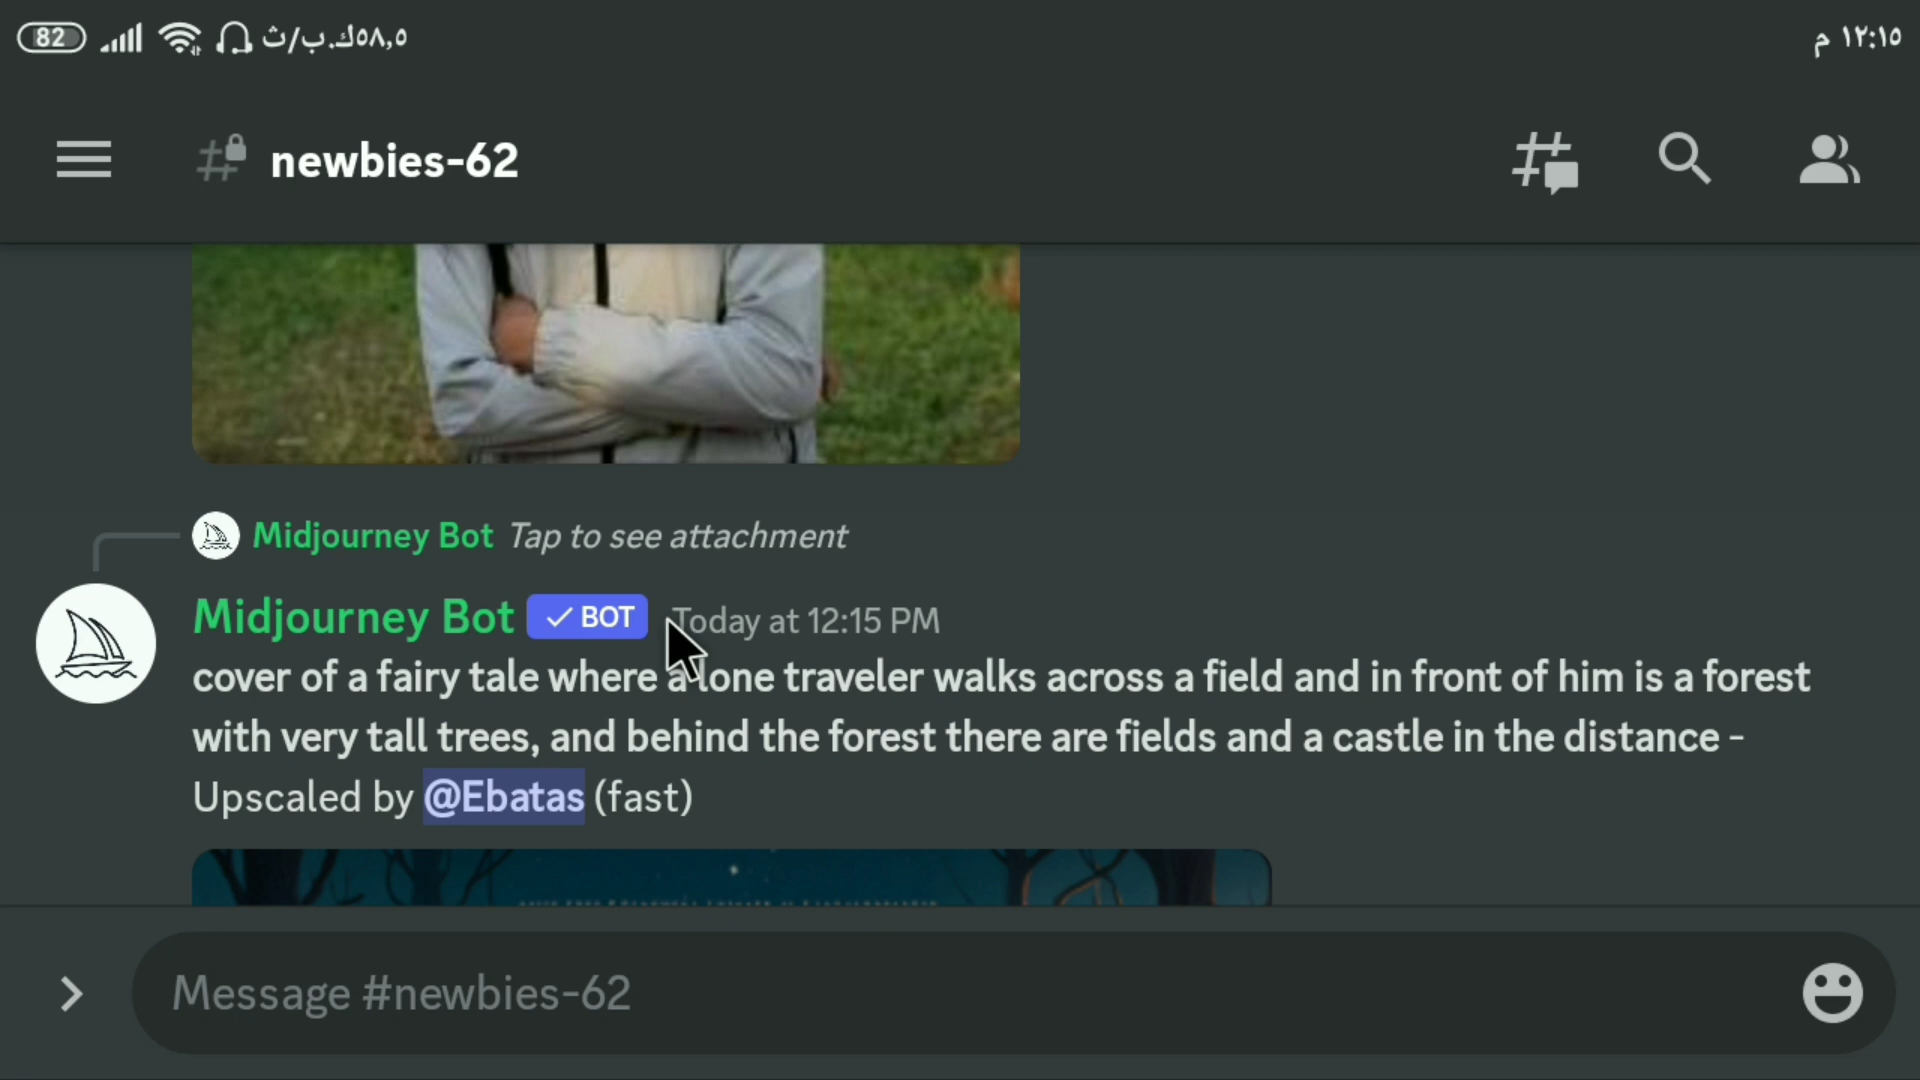 82 ٥٨,٥ك.ب/ث ١٢:١٥ م
newbies-62
Midjourney Bot Tap to see attachment
Midjourney Bot ✓ BOT Today at 12:15 PM
cover of a fairy tale where a lone traveler walks across a field and in front of him is a forest
with very tall trees, and behind the forest there are fields and a castle in the distance -
Upscaled by @Ebatas (fast)
Message #newbies-62